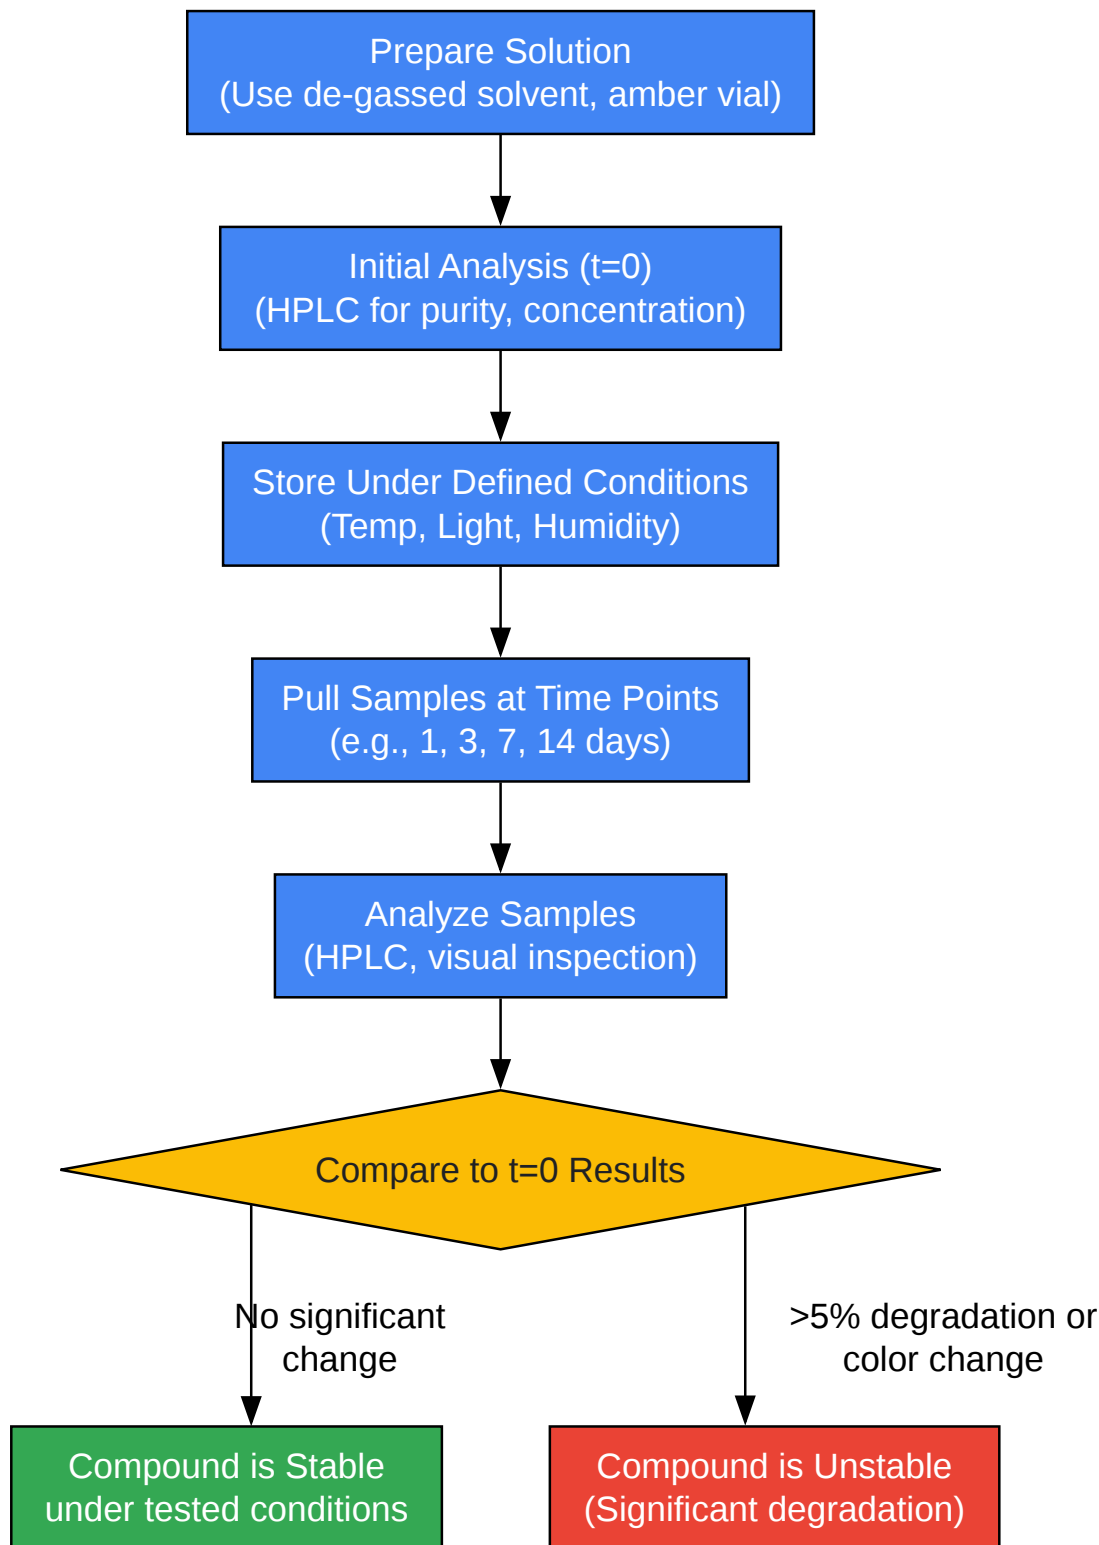 Prepare Solution
(Use de-gassed solvent, amber vial)
Initial Analysis (t=0)
(HPLC for purity, concentration)
Store Under Defined Conditions
(Temp, Light, Humidity)
Pull Samples at Time Points
(e.g., 1, 3, 7, 14 days)
Analyze Samples
(HPLC, visual inspection)
Compare to t=0 Results
No significant
change
>5% degradation or
color change
Compound is Stable
under tested conditions
Compound is Unstable
(Significant degradation)